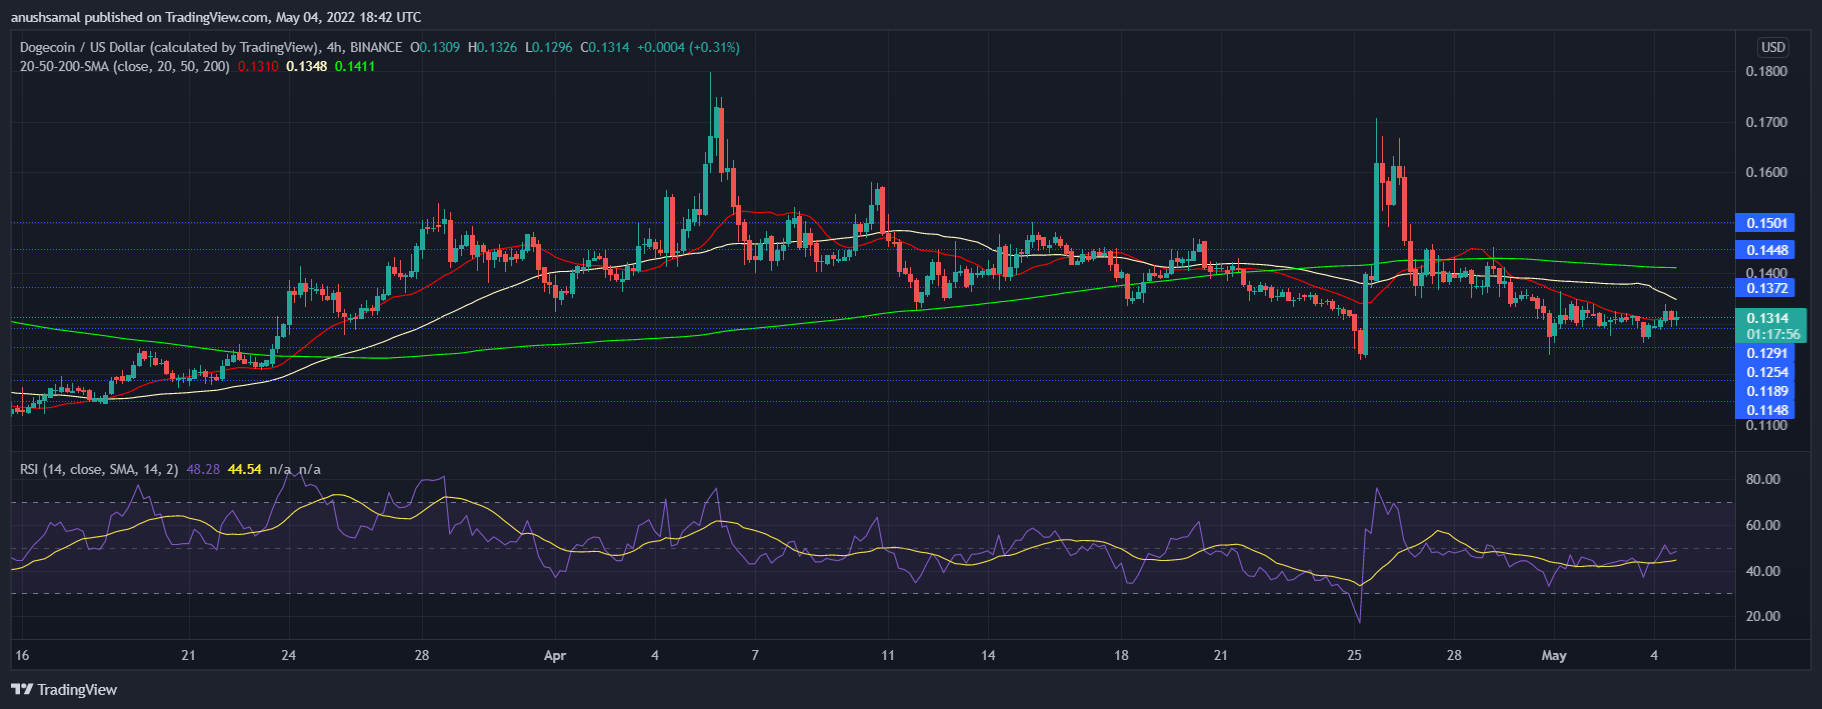 anushsamal published on TradingView.com, May 04, 2022 18:42 UTC
Dogecoin / US Dollar (calculated by TradingView), 4h, BINANCE O0.1309 H0.1326 L0.1296 C0.1314 +0.0004 (+0.31%)
20-50-200-SMA (close, 20, 50, 200) 0.1310 0.1348 0.1411
USD
0.1800
0.1700
0.1600
0.1501
0.1448
0.1400
0.1372
0.1314
01:17:56
0.1291
0.1254
0.1189
0.1148
0.1100
RSI (14, close, SMA, 14, 2) 48.28 44.54 n/a n/a
80.00
60.00
40.00
20.00
16 21 24 28 Apr 4 7 11 14 18 21 25 28 May 4
TradingView